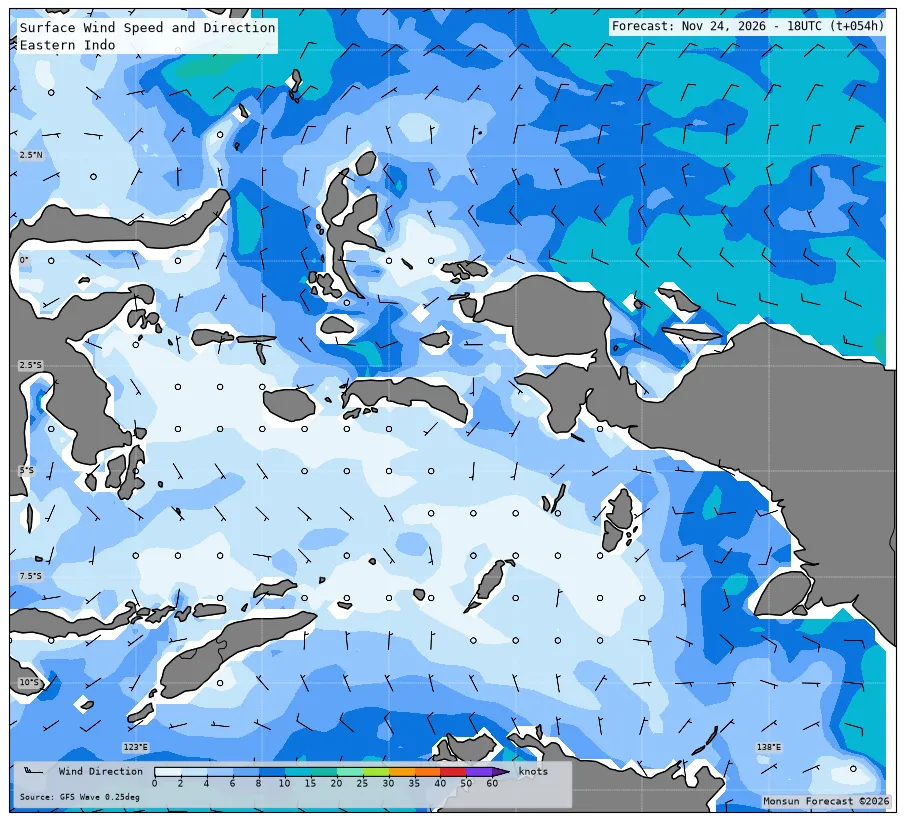 Surface Wind Speed and Direction
Eastern Indo
Forecast: Nov 24, 2026 - 18UTC (t+054h)
2.5°N
0°
2.5°S
5°S
7.5°S
10°S
123°E
138°E
Wind Direction
knots
0 2 4 6 8 10 15 20 30 35 40 50 60
Source: GFS Wave 0.25deg
Monsun Forecast ©2026